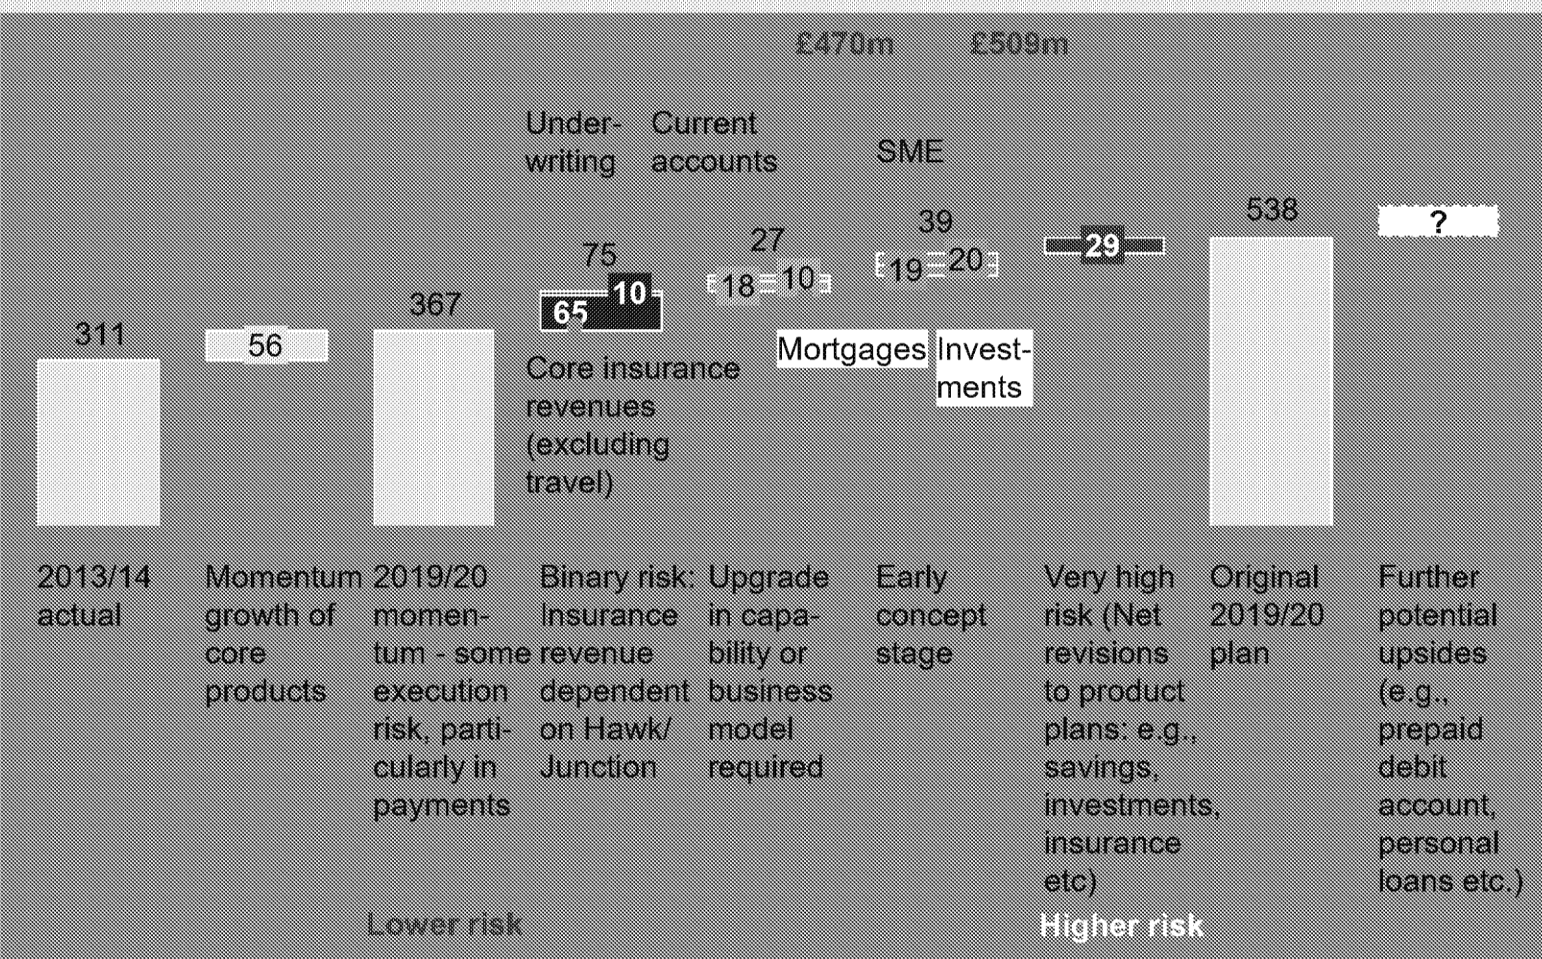 £470m £509m
Under- Current
writing accounts
SME
538
?
39
27
29
75
20
19
10
18
10
65
367
311
56
Mortgages Invest-
ments
Core insurance
revenues
(excluding
travel)
2013/14
actual
Momentum
growth of
core
products
2019/20
momen-
tum - some
execution
risk, parti-
cularly in
payments
Binary risk:
Insurance
revenue
dependent
on Hawk/
Junction
Upgrade
in capa-
bility or
business
model
required
Early
concept
stage
Very high
risk (Net
revisions
to product
plans: e.g.,
savings,
investments,
insurance
etc)
Original
2019/20
plan
Further
potential
upsides
(e.g.,
prepaid
debit
account,
personal
loans etc.)
Lower risk
Higher risk